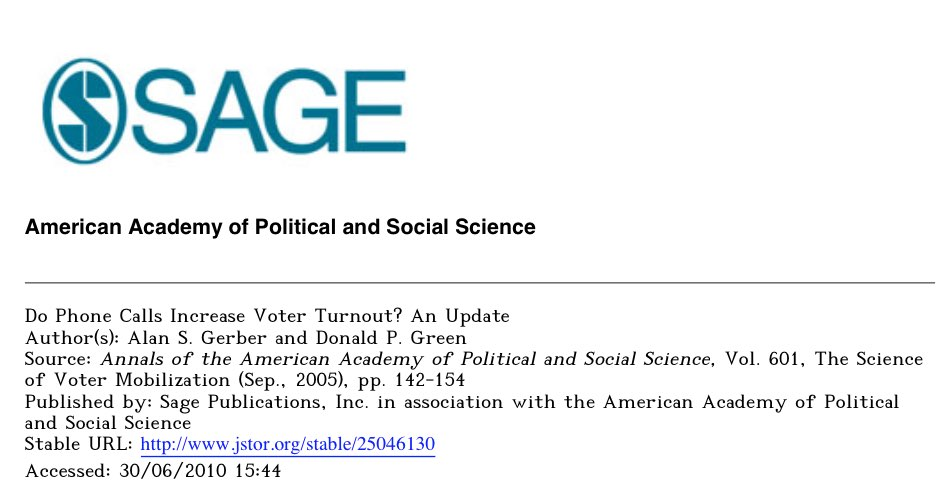 SAGE
American Academy of Political and Social Science
Do Phone Calls Increase Voter Turnout? An Update
Author(s): Alan S. Gerber and Donald P. Green
Source: Annals of the American Academy of Political and Social Science, Vol. 601, The Science
of Voter Mobilization (Sep., 2005), pp. 142-154
Published by: Sage Publications, Inc. in association with the American Academy of Political
and Social Science
Stable URL: http://www.jstor.org/stable/25046130
Accessed: 30/06/2010 15:44